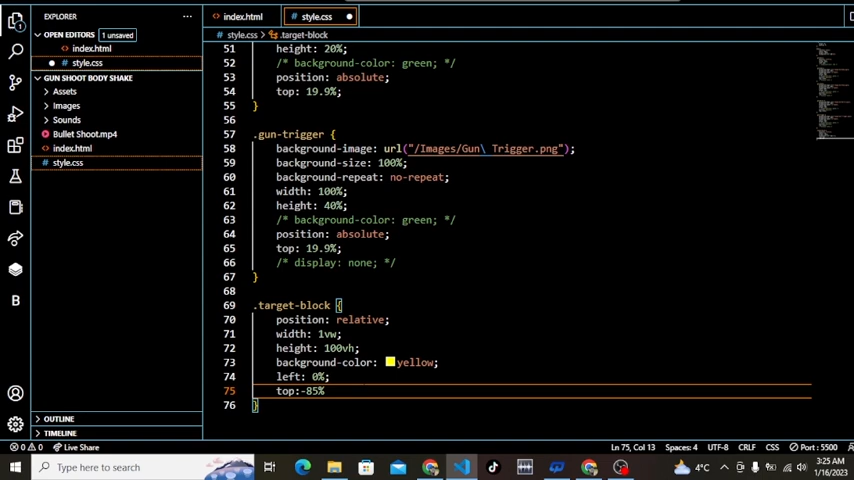 EXPLORER
index.html
style.css
OPEN EDITORS
1 unsaved
index.html
style.css
style.css > .target-block
GUN SHOOT BODY SHAKE
Assets
Images
Sounds
Bullet Shoot.mp4
index.html
style.css
51 height: 20%;
52 /* background-color: green; */
53 position: absolute;
54 top: 19.9%;
55 }
56
57 .gun-trigger {
58 background-image: url("/Images/Gun\ Trigger.png");
59 background-size: 100%;
60 background-repeat: no-repeat;
61 width: 100%;
62 height: 40%;
63 /* background-color: green; */
64 position: absolute;
65 top: 19.9%;
66 /* display: none; */
67 }
68
69 .target-block {
70 position: relative;
71 width: 1vw;
72 height: 100vh;
73 background-color: yellow;
74 left: 0%;
75 top:-85%
76 }
OUTLINE
TIMELINE
0 0 Live Share
Ln 75, Col 13 Spaces: 4 UTF-8 CRLF CSS Port : 5500
Type here to search
4°C
3:25 AM
1/16/2023